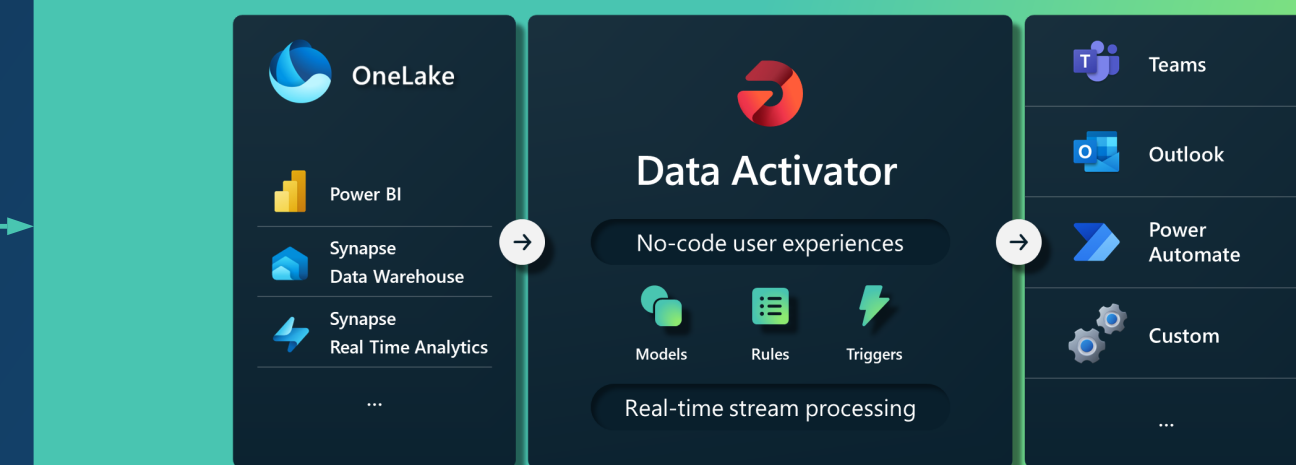 OneLake
Power BI
Synapse
Data Warehouse
Synapse
Real Time Analytics
...
Data Activator
No-code user experiences
Models
Rules
Triggers
Real-time stream processing
T
Teams
O
Outlook
Power
Automate
Custom
...